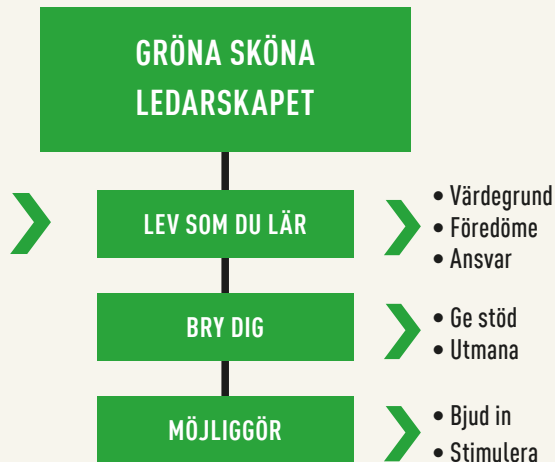 GRÖNA SKÖNA
LEDARSKAPET
LEV SOM DU LÄR
• Värdegrund
• Föredöme
• Ansvar
BRY DIG
• Ge stöd
• Utmana
MÖJLIGGÖR
• Bjud in
• Stimulera